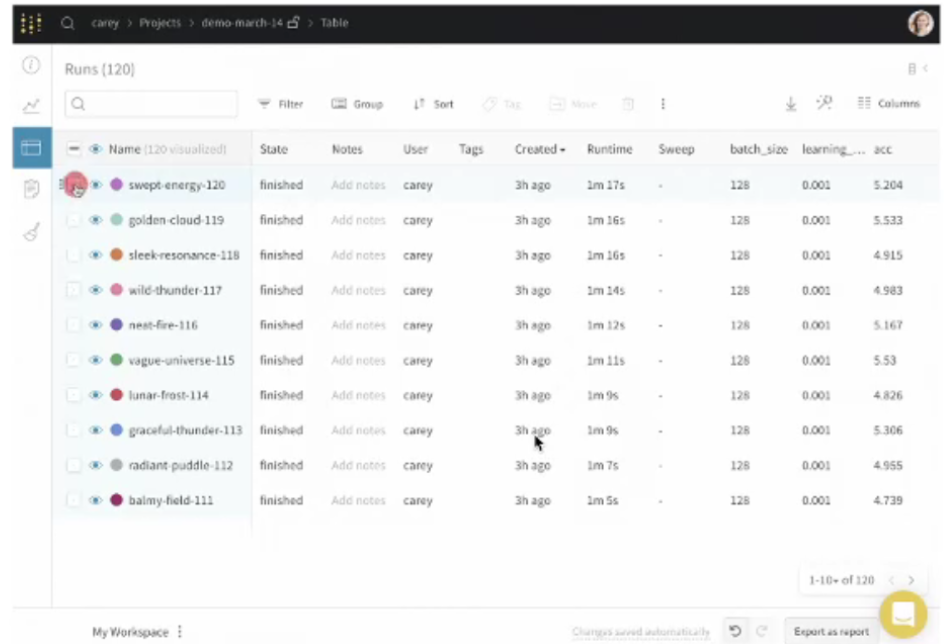 carey > Projects > demo-march-14 > Table
Runs (120)
Filter Group Sort Tag Move Columns
Name (120 visualized) State Notes User Tags Created Runtime Sweep batch_size learning_... acc
swept-energy-120 finished Add notes carey 3h ago 1m 17s - 128 0.001 5.204
golden-cloud-119 finished Add notes carey 3h ago 1m 16s - 128 0.001 5.533
sleek-resonance-118 finished Add notes carey 3h ago 1m 16s - 128 0.001 4.915
wild-thunder-117 finished Add notes carey 3h ago 1m 14s - 128 0.001 4.983
neat-fire-116 finished Add notes carey 3h ago 1m 12s - 128 0.001 5.167
vague-universe-115 finished Add notes carey 3h ago 1m 11s - 128 0.001 5.53
lunar-frost-114 finished Add notes carey 3h ago 1m 9s - 128 0.001 4.826
graceful-thunder-113 finished Add notes carey 3h ago 1m 9s - 128 0.001 5.306
radiant-puddle-112 finished Add notes carey 3h ago 1m 7s - 128 0.001 4.955
balmy-field-111 finished Add notes carey 3h ago 1m 5s - 128 0.001 4.739
1-10 of 120
My Workspace Changes saved automatically Export as report